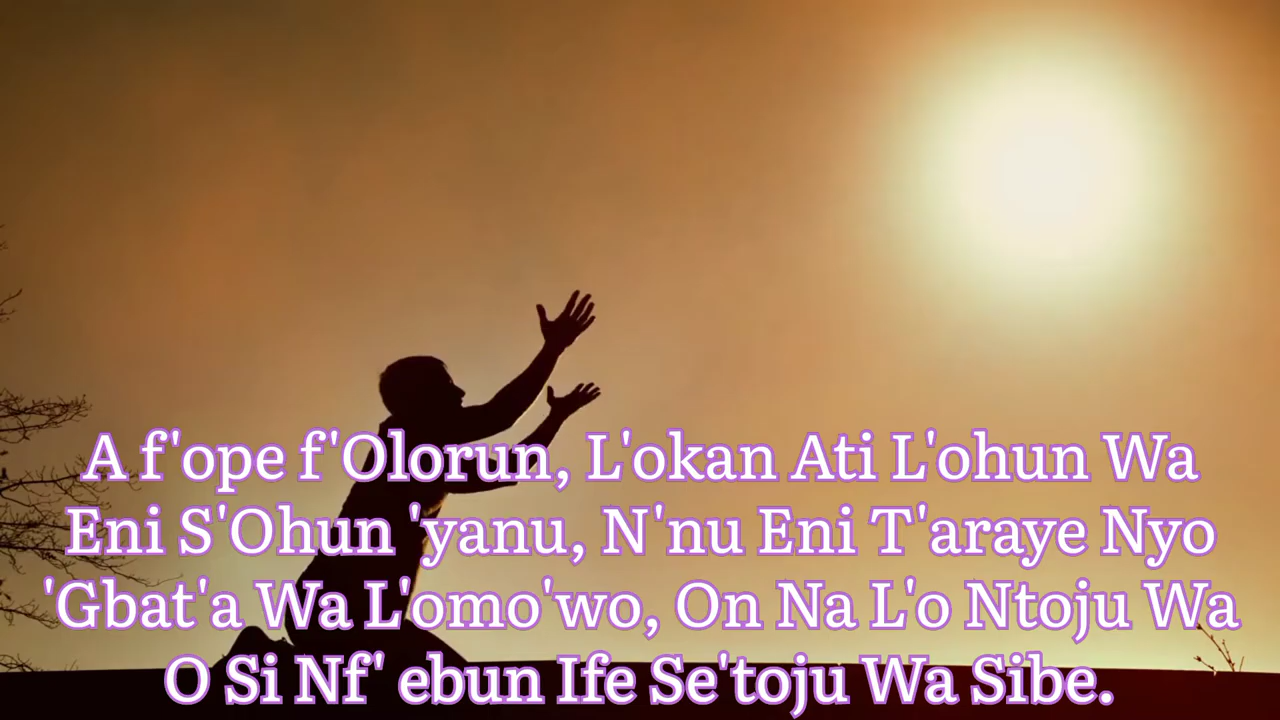 A f'ope f'Olorun, L'okan Ati L'ohun Wa
Eni S'Ohun 'yanu, N'nu Eni T'araye Nyo
'Gbat'a Wa L'omo'wo, On Na L'o Ntoju Wa
O Si Nf' ebun Ife Se'toju Wa Sibe.